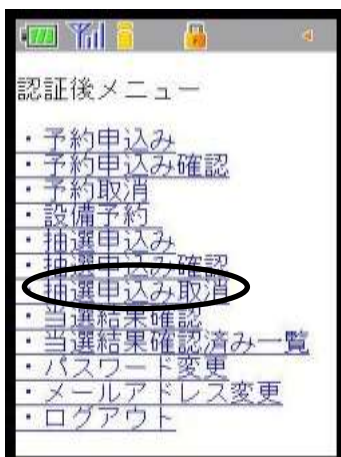 認証後メニュー
・予約申込み
・予約申込み確認
・予約取消
・設備予約
・抽選申込み
・抽選申込み確認
・抽選申込み取消
・当選結果確認
・当選結果確認済み一覧
・パスワード変更
・メールアドレス変更
・ログアウト